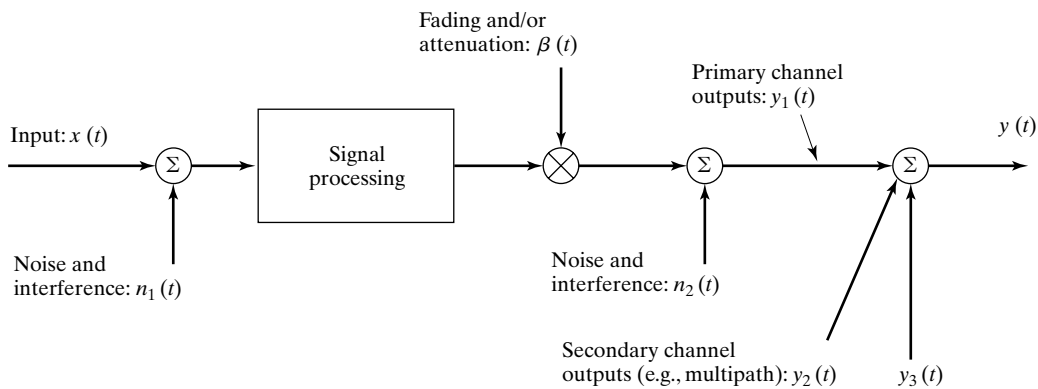 Fading and/or
attenuation: β (t)
Primary channel
outputs: y₁ (t)
Input: x (t)
y (t)
Σ
Signal
processing
Σ
Σ
Noise and
interference: n₁ (t)
Noise and
interference: n₂ (t)
Secondary channel
outputs (e.g., multipath): y₂ (t)
y₃ (t)